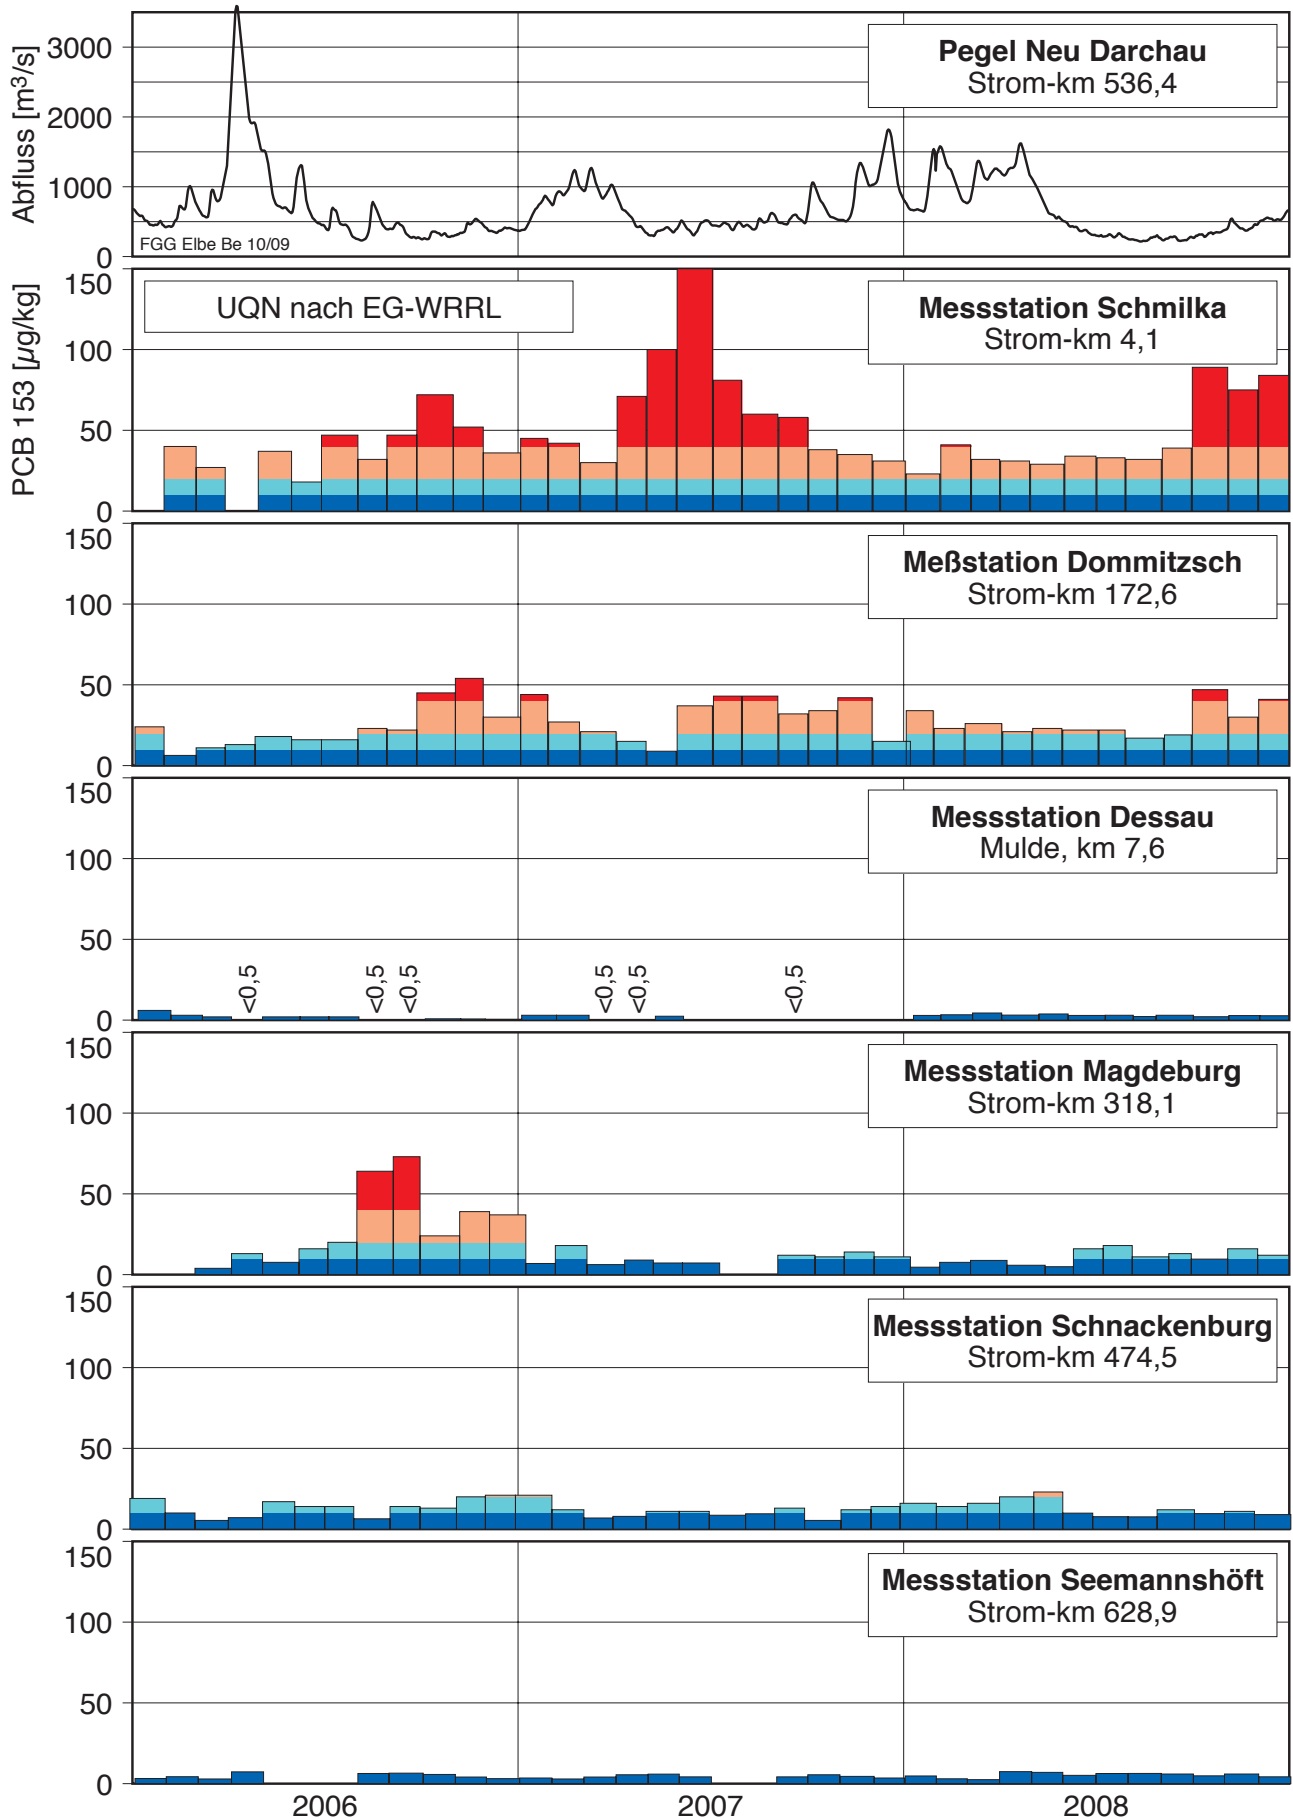 Abfluss [m³/s]
3000
2000
1000
0
Pegel Neu Darchau
Strom-km 536,4
FGG Elbe Be 10/09
PCB 153 [µg/kg]
150
100
50
0
UQN nach EG-WRRL
Messstation Schmilka
Strom-km 4,1
150
100
50
0
Meßstation Dommitzsch
Strom-km 172,6
150
100
50
0
Messstation Dessau
Mulde, km 7,6
<0,5
<0,5
<0,5
<0,5
<0,5
<0,5
150
100
50
0
Messstation Magdeburg
Strom-km 318,1
150
100
50
0
Messstation Schnackenburg
Strom-km 474,5
150
100
50
0
Messstation Seemannshöft
Strom-km 628,9
2006
2007
2008